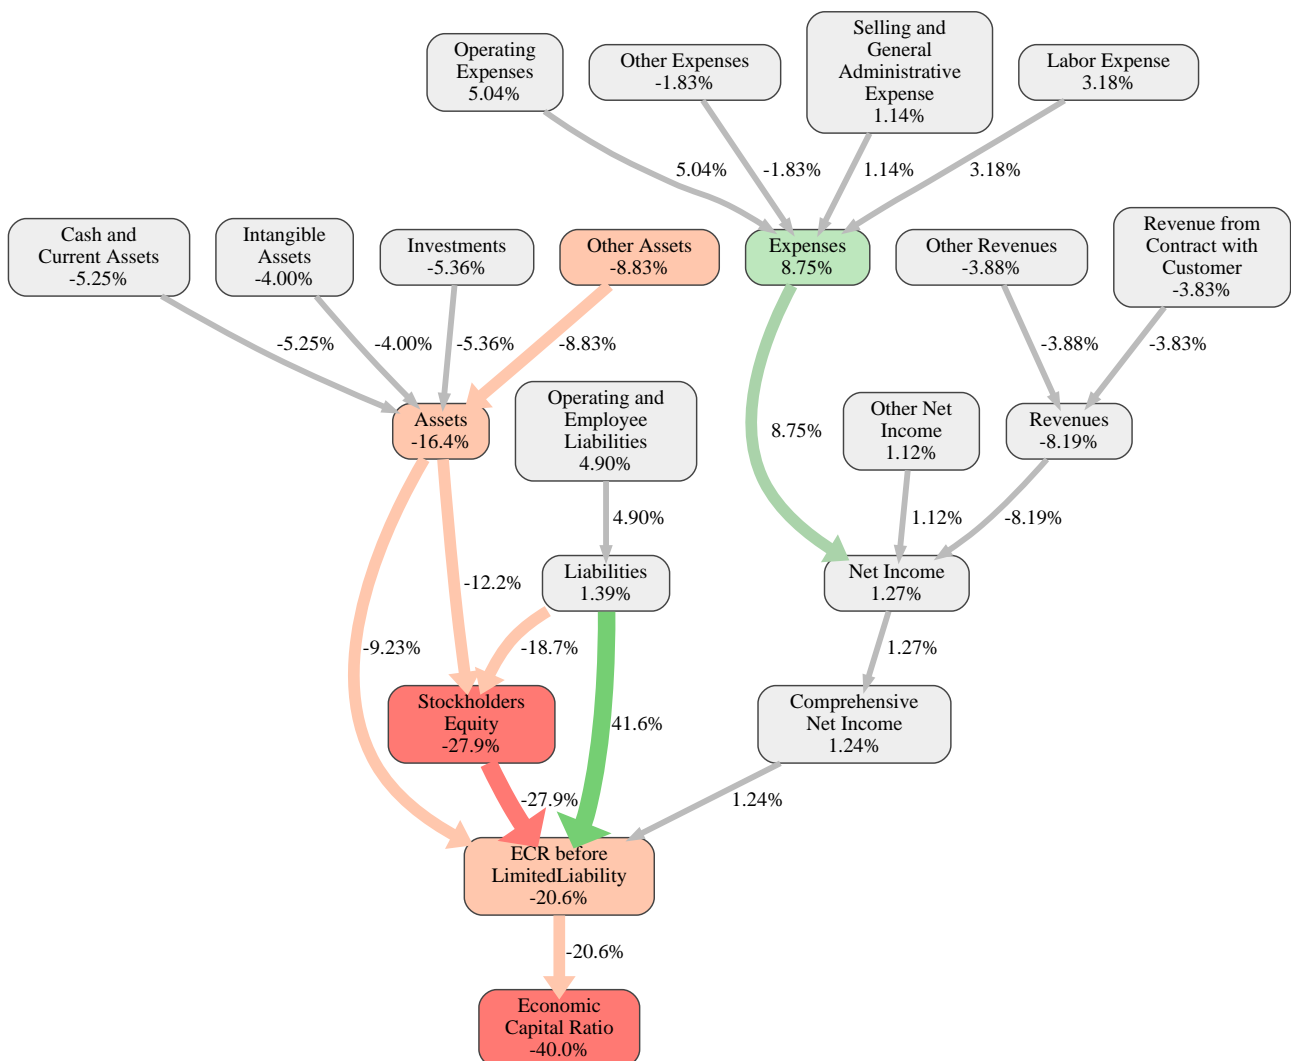 Operating
Expenses
5.04%
Other Expenses
-1.83%
Selling and
General
Administrative
Expense
1.14%
Labor Expense
3.18%
5.04%
-1.83%
1.14%
3.18%
Cash and
Current Assets
-5.25%
Intangible
Assets
-4.00%
Investments
-5.36%
Other Assets
-8.83%
Expenses
8.75%
Other Revenues
-3.88%
Revenue from
Contract with
Customer
-3.83%
-5.25%
-4.00%
-5.36%
-8.83%
-3.88%
-3.83%
Assets
-16.4%
Operating and
Employee
Liabilities
4.90%
8.75%
Other Net
Income
1.12%
Revenues
-8.19%
4.90%
1.12%
-8.19%
-12.2%
Liabilities
1.39%
Net Income
1.27%
-9.23%
-18.7%
1.27%
Stockholders
Equity
-27.9%
41.6%
Comprehensive
Net Income
1.24%
-27.9%
1.24%
ECR before
LimitedLiability
-20.6%
-20.6%
Economic
Capital Ratio
-40.0%